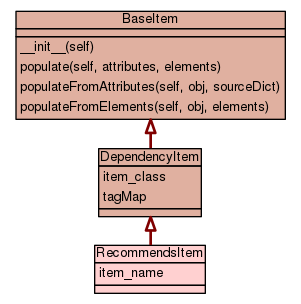 BaseItem
__init__(self)
populate(self, attributes, elements)
populateFromAttributes(self, obj, sourceDict)
populateFromElements(self, obj, elements)
DependencyItem
item_class
tagMap
RecommendsItem
item_name